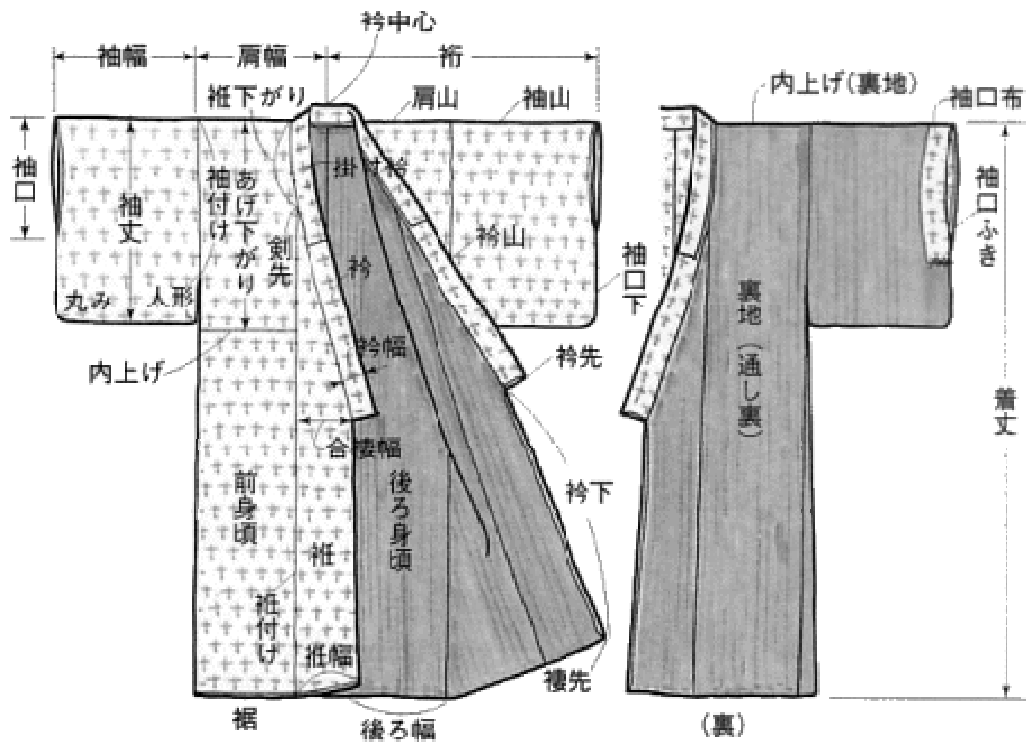 衿中心
袖幅
肩幅
裄
衽下がり
肩山
袖山
内上げ(裏地)
袖口布
袖口
袖丈
袖付け
あげ下がり
掛け衿
剣先
衿
衿山
袖口下
袖口ふき
丸み
人形
内上げ
衿幅
衿先
裏地(通し裏)
着丈
合褄幅
衿下
前身頃
後ろ身頃
衽
衽付け
衽幅
褄先
裾
後ろ幅
(裏)